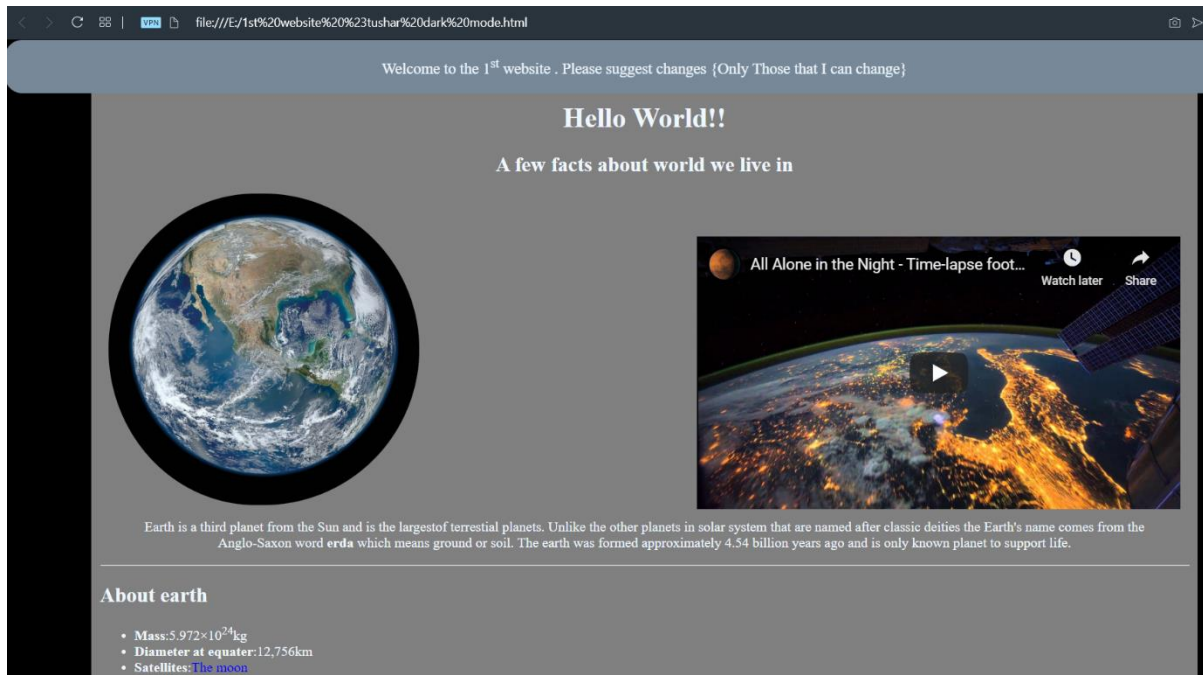 VPN file:///E:/1st%20website%20%23tushar%20dark%20mode.html
Welcome to the 1st website . Please suggest changes {Only Those that I can change}
Hello World!!
A few facts about world we live in
All Alone in the Night - Time-lapse foot...
Watch later Share
Earth is a third planet from the Sun and is the largestof terrestial planets. Unlike the other planets in solar system that are named after classic deities the Earth's name comes from the
Anglo-Saxon word erda which means ground or soil. The earth was formed approximately 4.54 billion years ago and is only known planet to support life.
About earth
• Mass:5.972×10²⁴kg
• Diameter at equater:12,756km
• Satellites:The moon